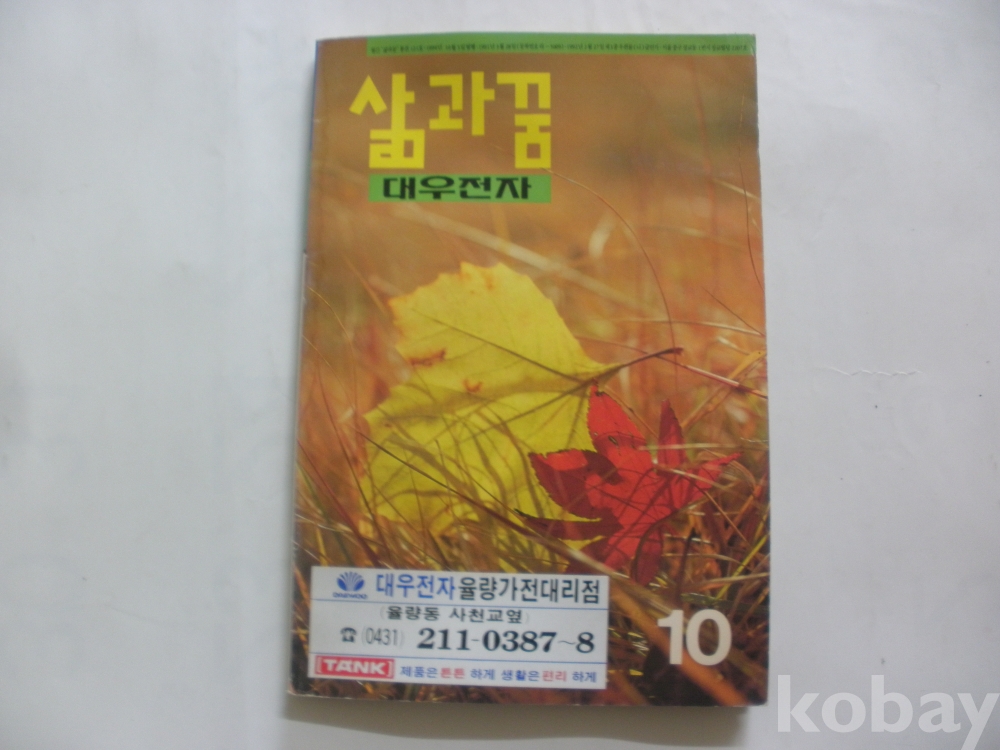 삶과꿈
대우전자
DAEWOO
대우전자율량가전대리점
(율량동 사천교옆)
☎(0431) 211-0387~8
TANK
제품은튼튼 하게 생활은편리 하게
10
kobay